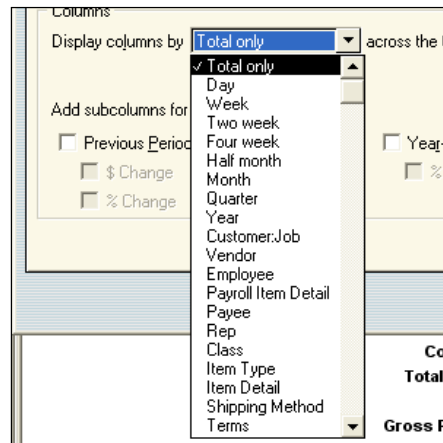 Columns
Display columns by Total only across the
Total only
Day
Week
Add subcolumns for
Two week
Previous Period
Four week
Year-
Half month
$ Change
%
Month
Quarter
% Change
Year
Customer:Job
Vendor
Employee
Payroll Item Detail
Payee
Rep
Class
Co
Item Type
Total
Item Detail
Shipping Method
Terms
Gross P